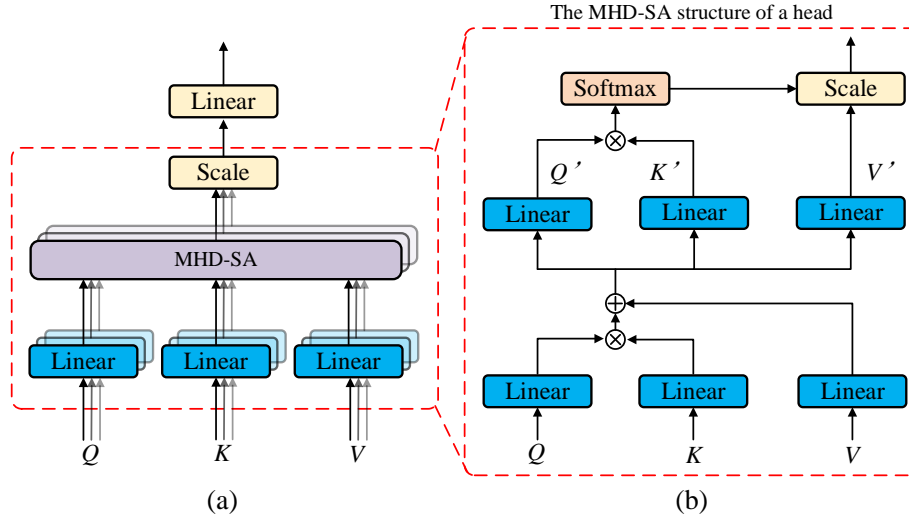 The MHD-SA structure of a head
Linear
Scale
MHD-SA
Linear Linear Linear
Q K V
(a)
Softmax Scale
Q’ K’ V’
Linear Linear Linear
Linear Linear Linear
Q K V
(b)